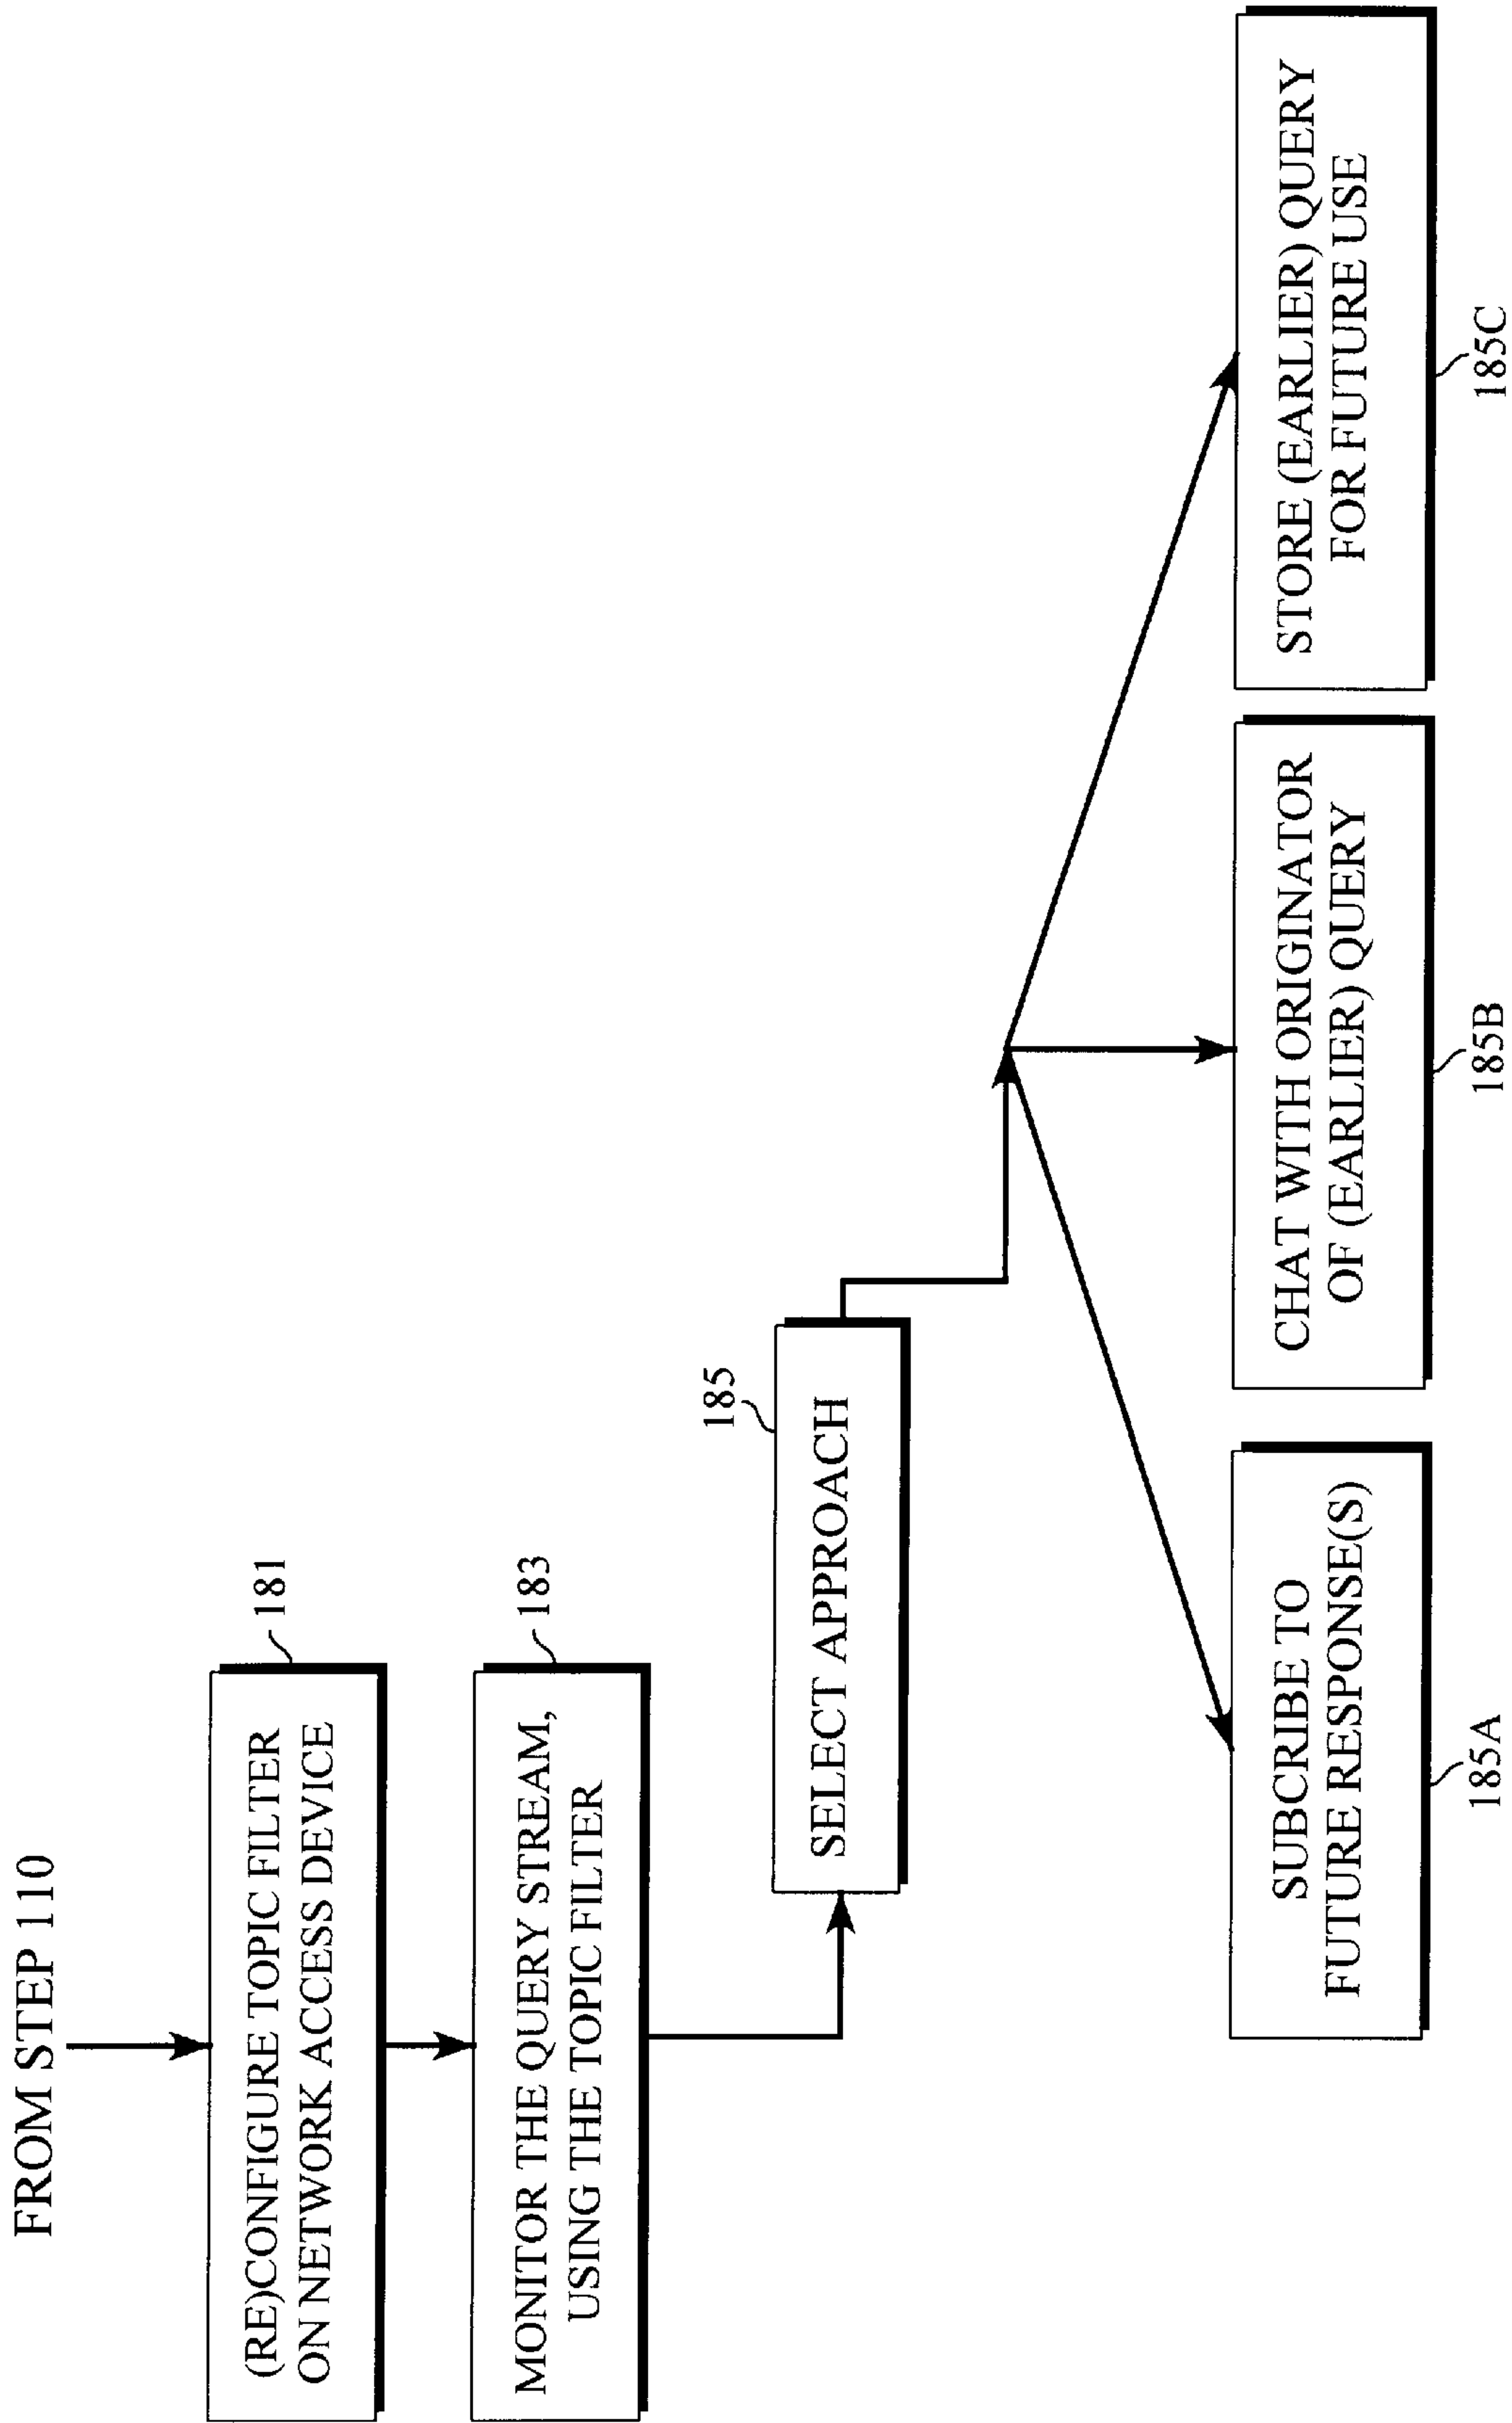 FROM STEP 110
(RE)CONFIGURE TOPIC FILTER
ON NETWORK ACCESS DEVICE
181
MONITOR THE QUERY STREAM,
USING THE TOPIC FILTER
183
185
SELECT APPROACH
SUBCRIBE TO
FUTURE RESPONSE(S)
185A
CHAT WITH ORIGINATOR
OF (EARLIER) QUERY
185B
STORE (EARLIER) QUERY
FOR FUTURE USE
185C